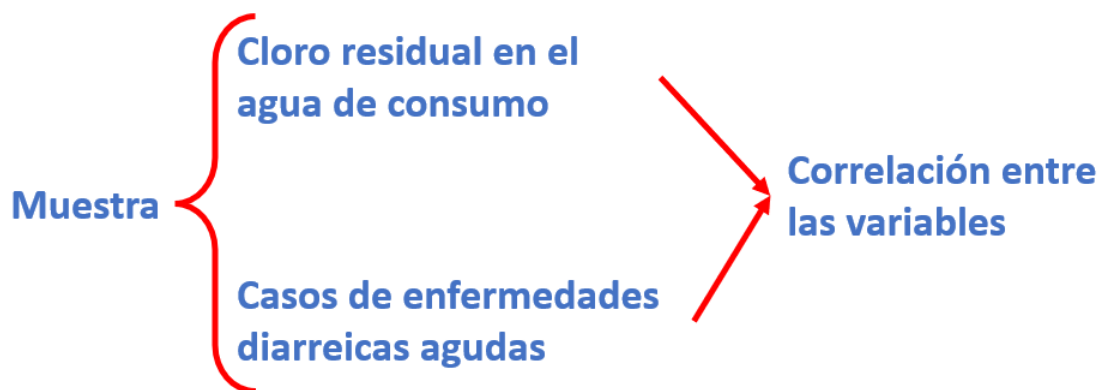 Cloro residual en el
agua de consumo
Muestra
Correlación entre
las variables
Casos de enfermedades
diarreicas agudas